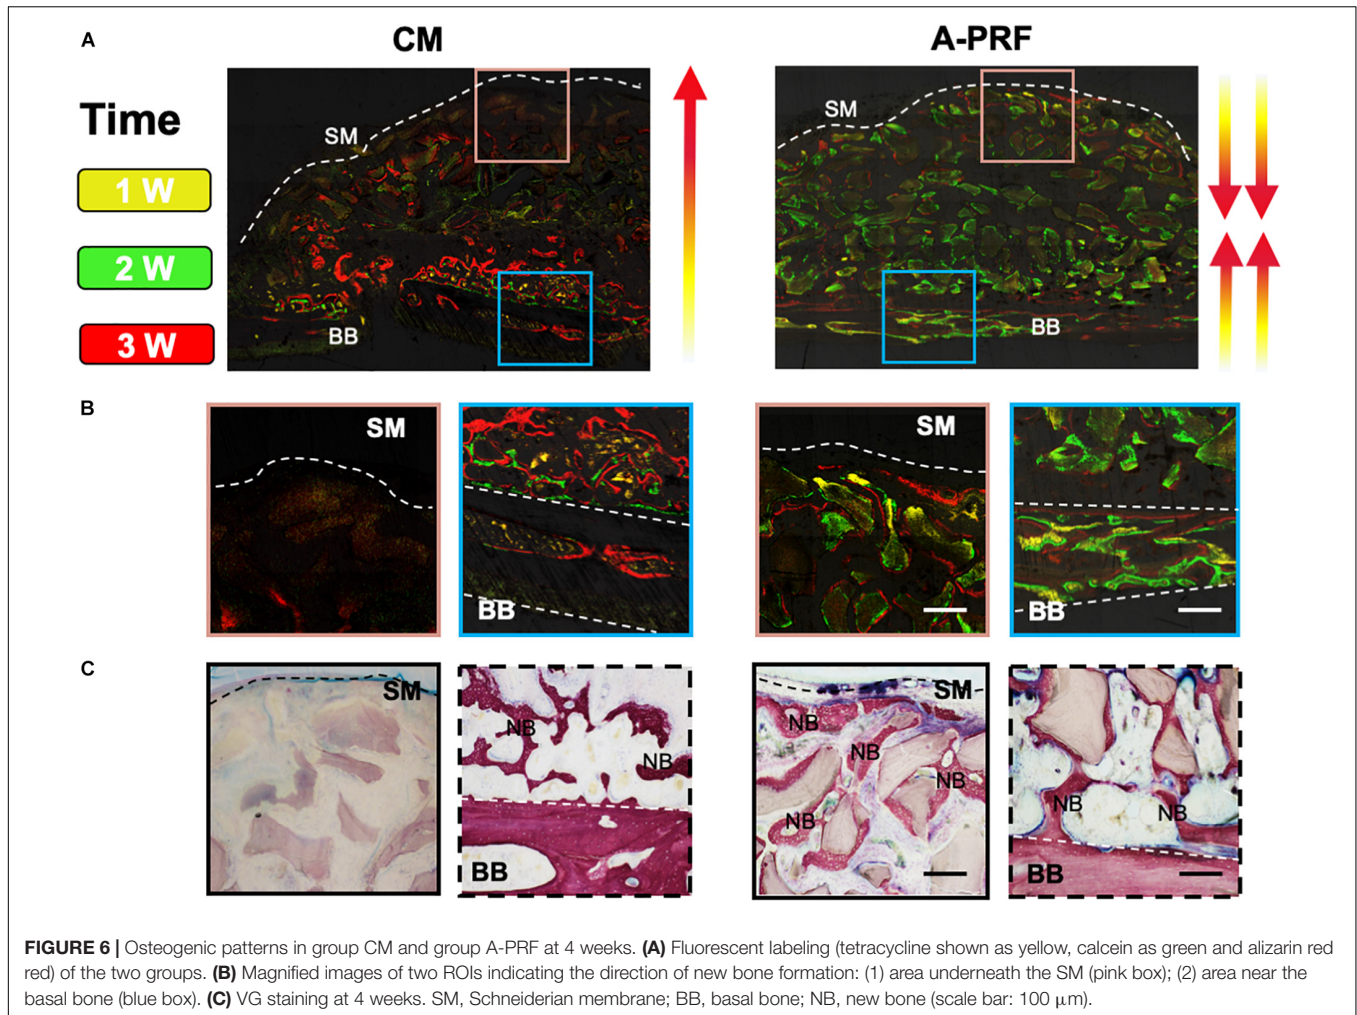 A
CM
A-PRF
Time
1 W
2 W
3 W
SM
BB
SM
BB
B
SM
BB
SM
BB
C
SM
NB
NB
BB
SM
NB
NB
NB
NB
NB
NB
BB
FIGURE 6 | Osteogenic patterns in group CM and group A-PRF at 4 weeks. (A) Fluorescent labeling (tetracycline shown as yellow, calcein as green and alizarin red
red) of the two groups. (B) Magnified images of two ROIs indicating the direction of new bone formation: (1) area underneath the SM (pink box); (2) area near the
basal bone (blue box). (C) VG staining at 4 weeks. SM, Schneiderian membrane; BB, basal bone; NB, new bone (scale bar: 100 μm).